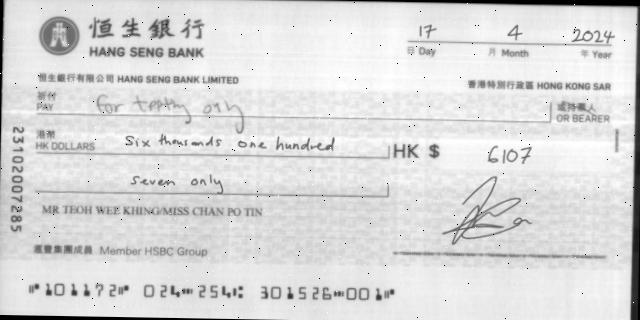 恒生銀行
HANG SENG BANK
17 4 2024
日 Day 月 Month 年 Year
恒生銀行有限公司 HANG SENG BANK LIMITED
香港特別行政區 HONG KONG SAR
祈付
PAY for only
或持票人
OR BEARER
港幣
HK DOLLARS Six thousands one hundred
HK $ 6107
seven only
MR TEOH WEE KHING/MISS CHAN PO TIN
滙豐集團成員 Member HSBC Group
23102007285
⑈101172⑈ 024⑉254⑆ 301526⑉001⑈